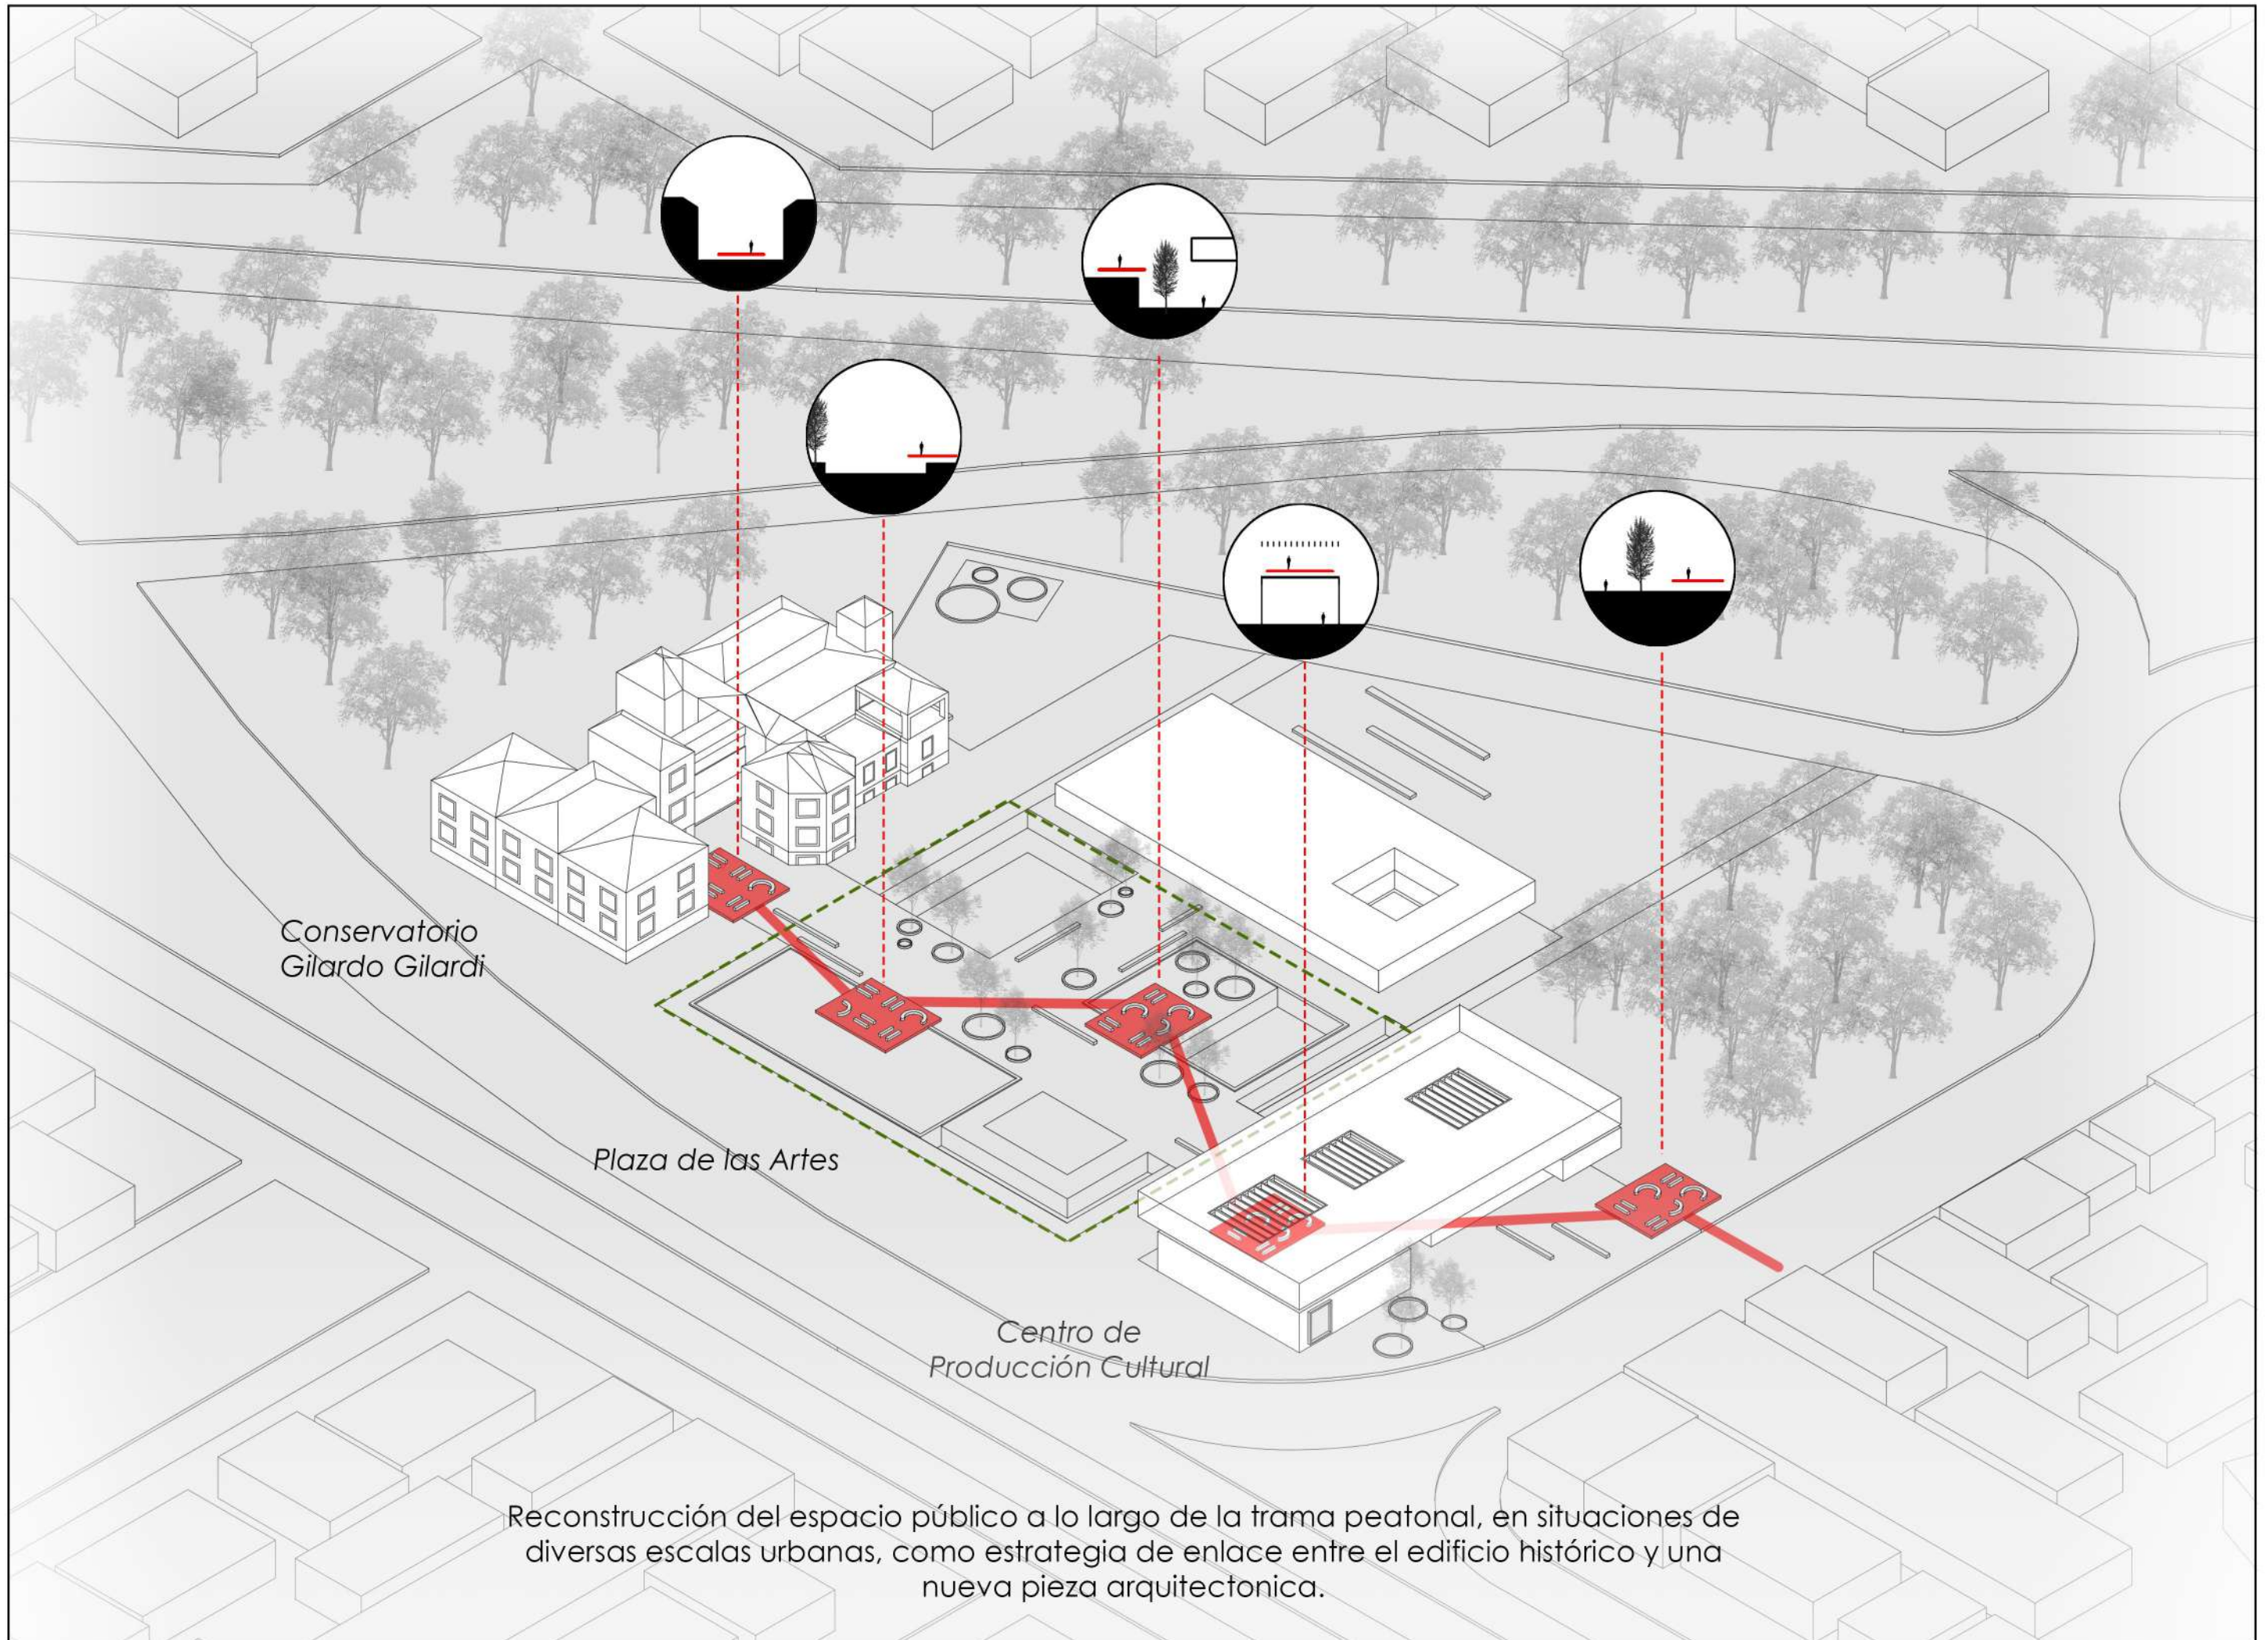 Conservatorio
Gilardo Gilardi
Plaza de las Artes
Centro de
Producción Cultural
Reconstrucción del espacio público a lo largo de la trama peatonal, en situaciones de
diversas escalas urbanas, como estrategia de enlace entre el edificio histórico y una
nueva pieza arquitectonica.